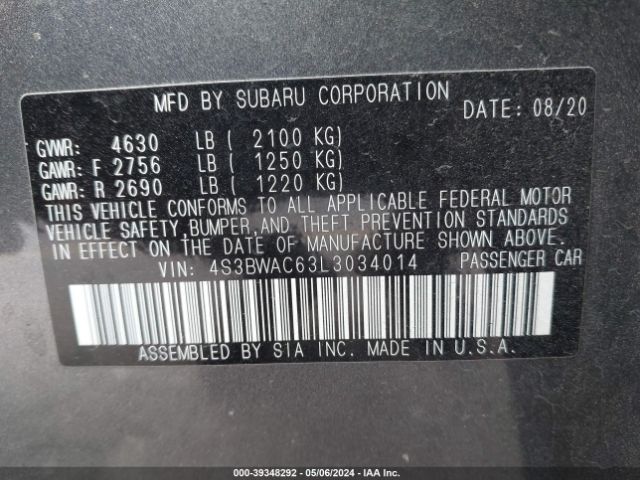 MFD BY SUBARU CORPORATION DATE: 08/20
GVWR: 4630 LB ( 2100 KG)
GAWR: F 2756 LB ( 1250 KG)
GAWR: R 2690 LB ( 1220 KG)
THIS VEHICLE CONFORMS TO ALL APPLICABLE FEDERAL MOTOR
VEHICLE SAFETY, BUMPER, AND THEFT PREVENTION STANDARDS
IN EFFECT ON THE DATE OF MANUFACTURE SHOWN ABOVE.
VIN: 4S3BWAC63L3034014 PASSENGER CAR
ASSEMBLED BY SIA INC. MADE IN U.S.A.
000-39348292 - 05/06/2024 - IAA Inc.